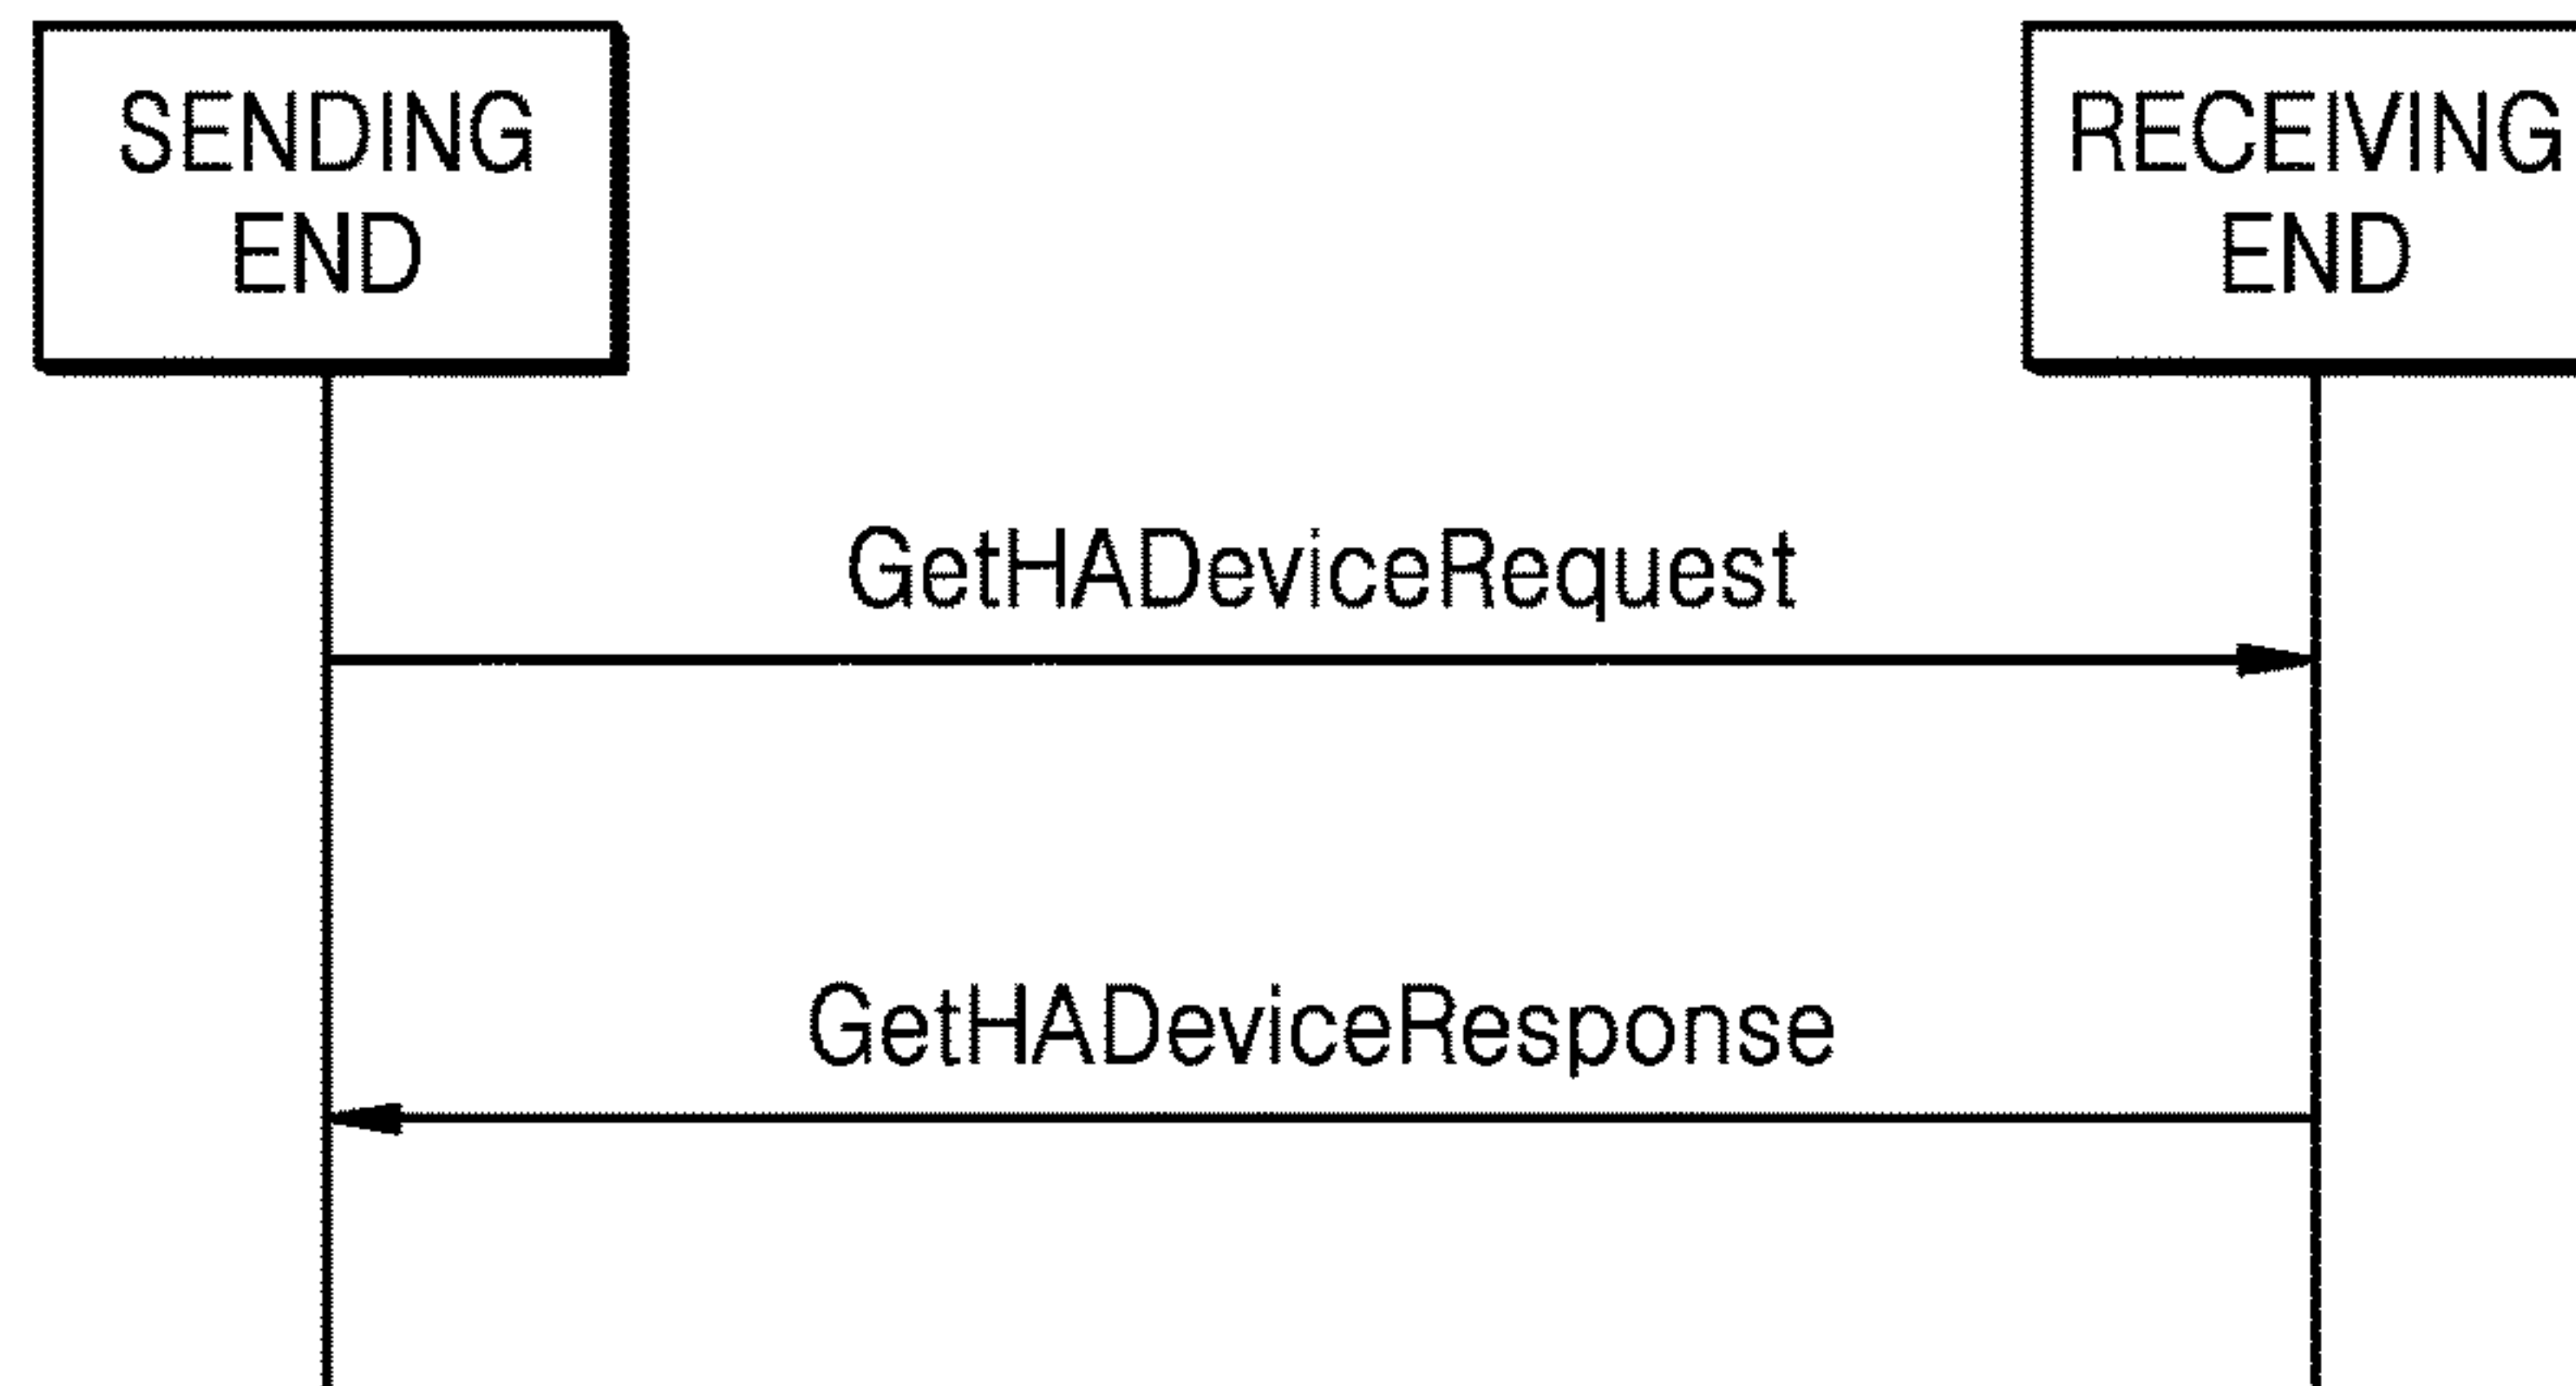 SENDING
END
RECEIVING
END
GetHADeviceRequest
GetHADeviceResponse